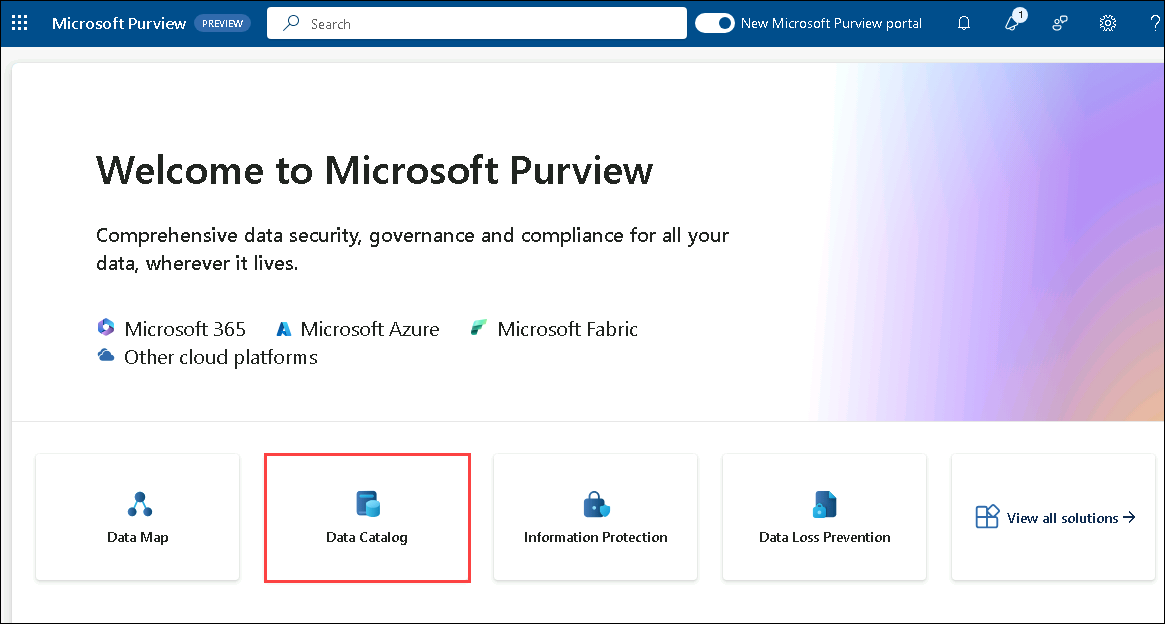 Microsoft Purview PREVIEW Search New Microsoft Purview portal 1 ?
Welcome to Microsoft Purview
Comprehensive data security, governance and compliance for all your
data, wherever it lives.
Microsoft 365 Microsoft Azure Microsoft Fabric
Other cloud platforms
Data Map Data Catalog Information Protection Data Loss Prevention View all solutions →